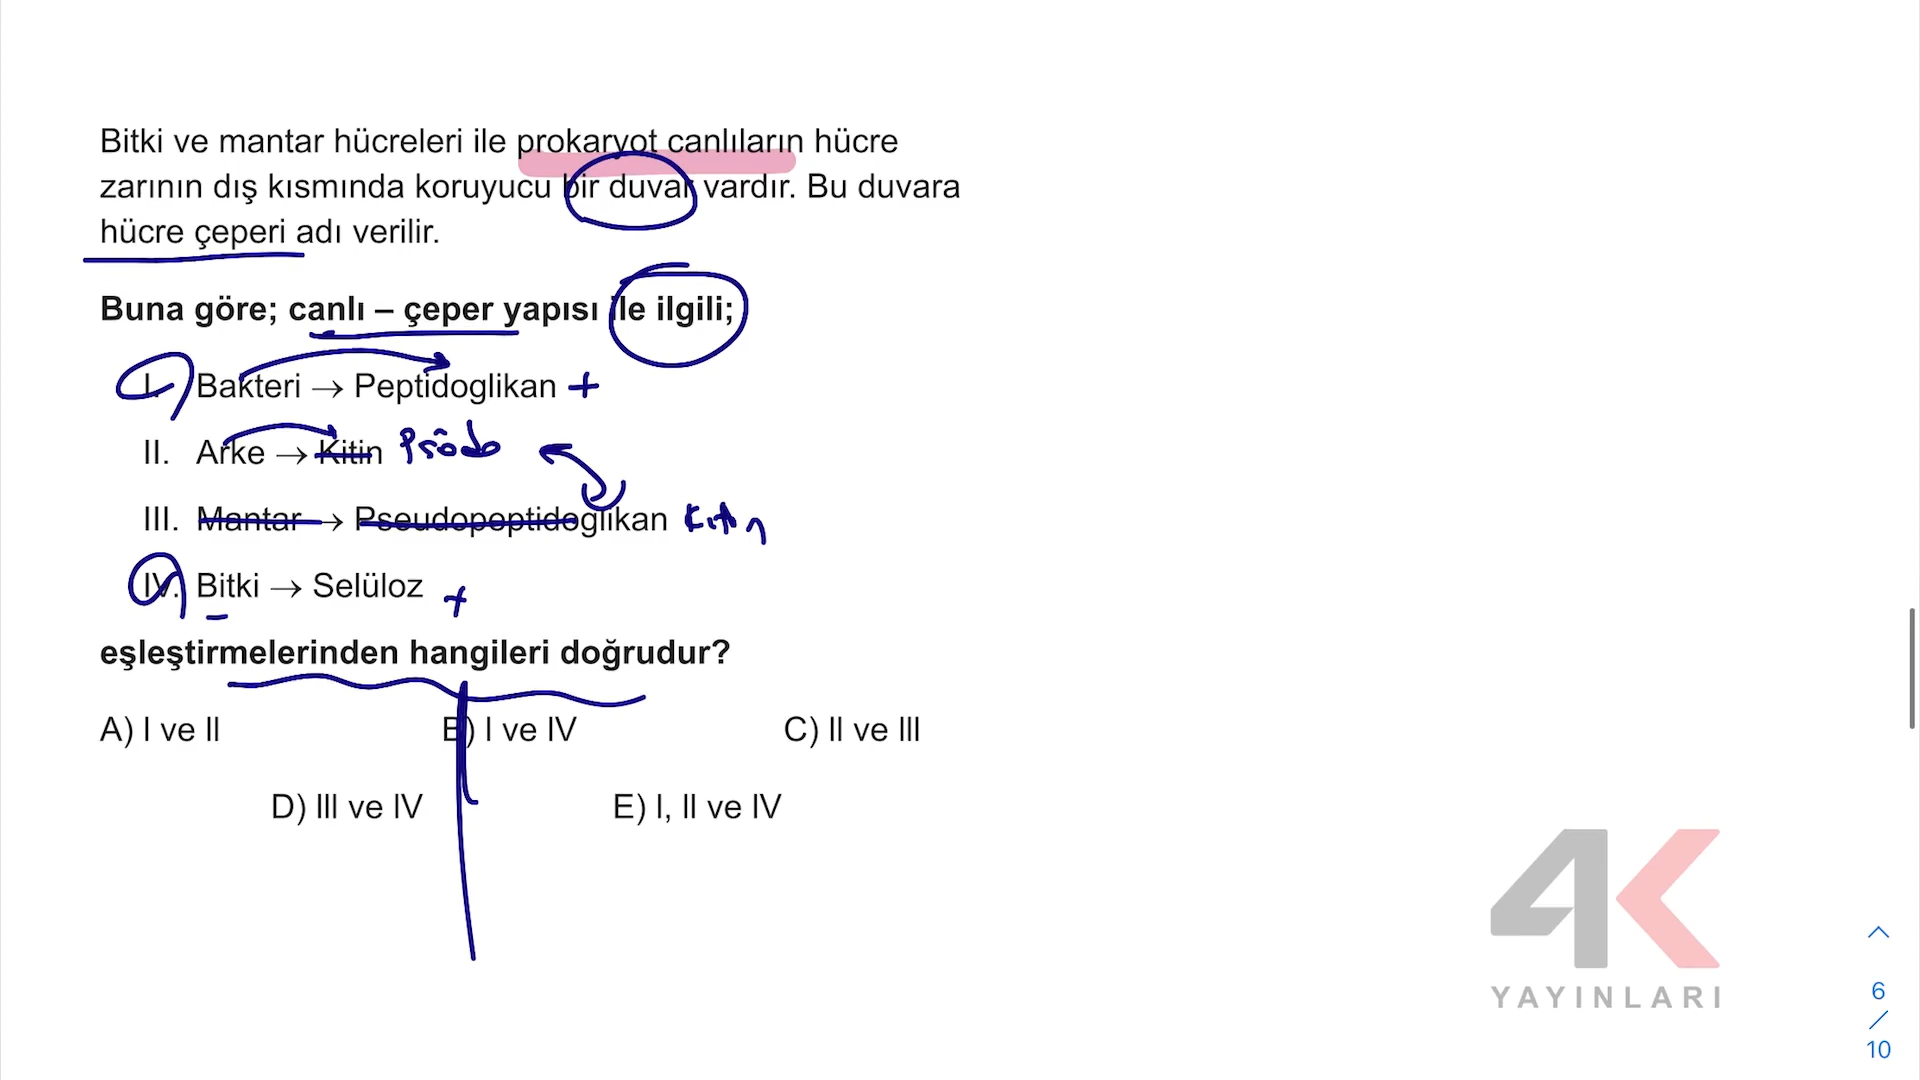 Bitki ve mantar hücreleri ile prokaryot canlıların hücre
zarının dış kısmında koruyucu bir duvar vardır. Bu duvara
hücre çeperi adı verilir.
Buna göre; canlı – çeper yapısı ile ilgili;
I. Bakteri → Peptidoglikan +
II. Arke → Kitin
III. Mantar → Pseudopeptidoglikan Kitin
IV. Bitki → Selüloz +
eşleştirmelerinden hangileri doğrudur?
A) I ve II B) I ve IV C) II ve III
D) III ve IV E) I, II ve IV
4K
YAYINLARI
6
/
10